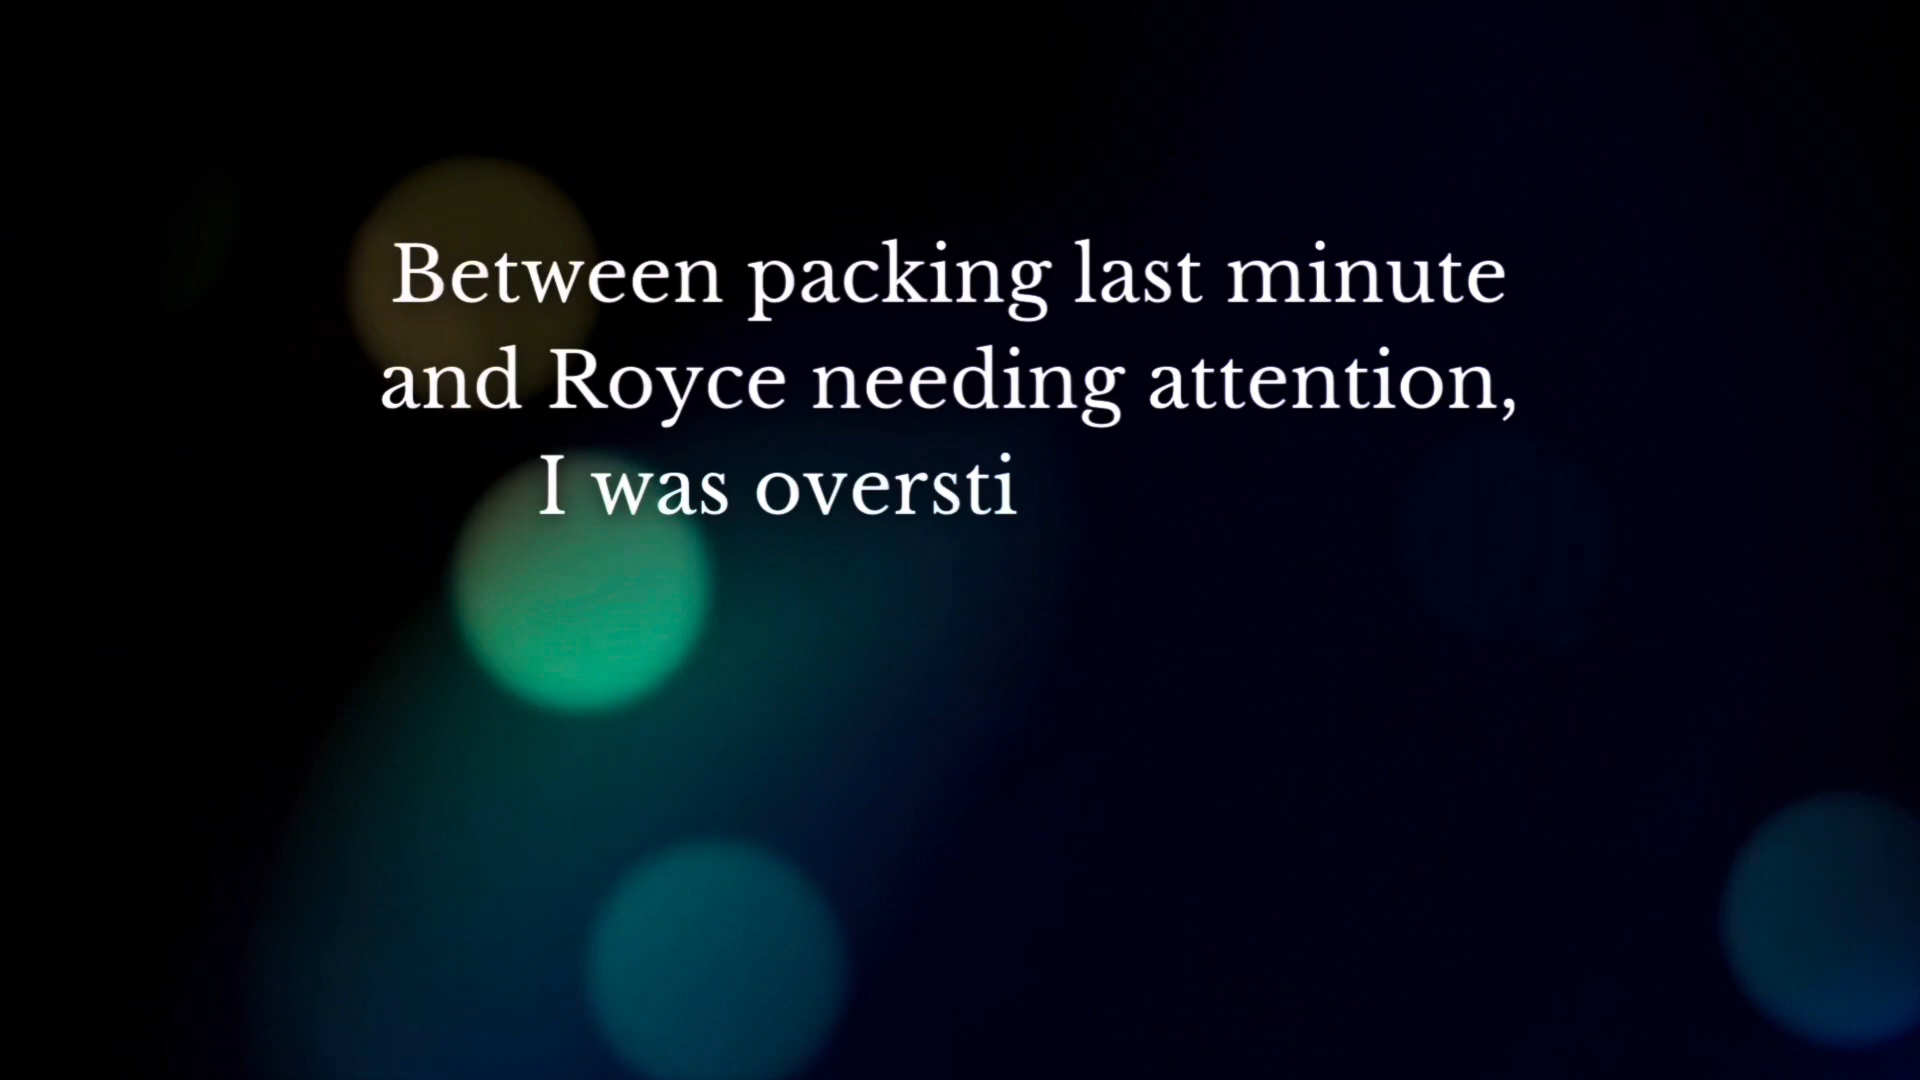 Between packing last minute
and Royce needing attention,
I was oversti